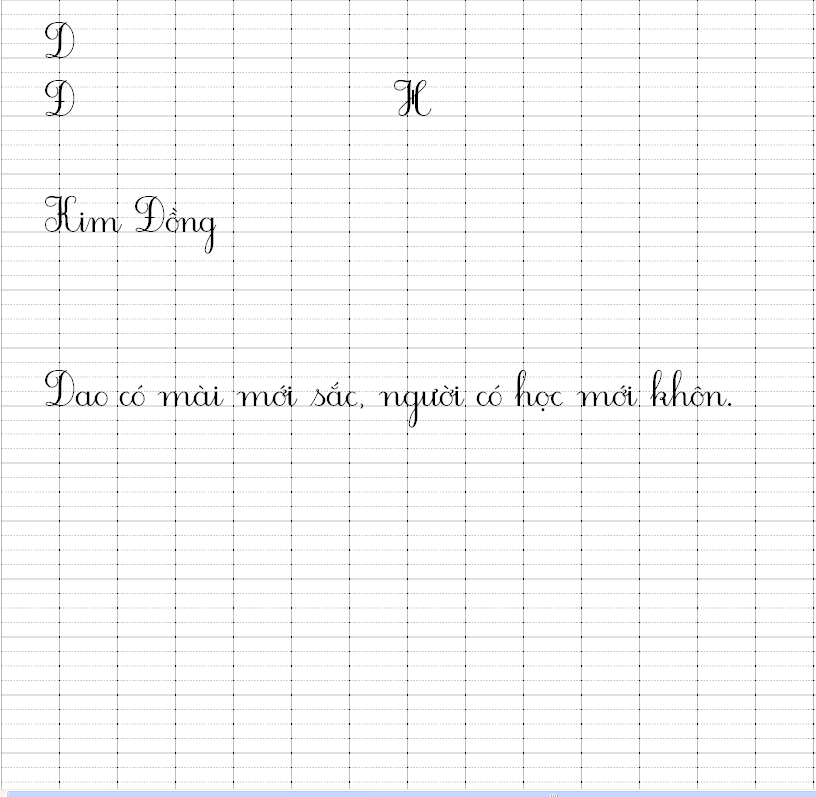 D
Đ H
Kim Đồng
Dao có mài mới sắc, người có học mới khôn.